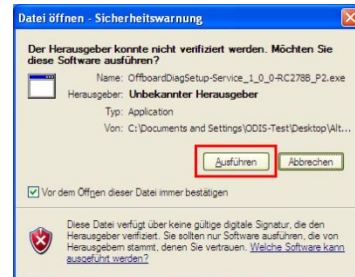 Datei öffnen - Sicherheitswarnung
Der Herausgeber konnte nicht verifiziert werden. Möchten Sie
diese Software ausführen?
Name: OffboardDiagSetup-Service_1_0_0-RC278B_P2.exe
Herausgeber: Unbekannter Herausgeber
Typ: Application
Von: C:\Documents and Settings\ODIS-Test\Desktop\Alt...
Ausführen Abbrechen
Vor dem Öffnen dieser Datei immer bestätigen
Diese Datei verfügt über keine gültige digitale Signatur, die den
Herausgeber verifiziert. Sie sollten nur Software ausführen, die von
Herausgebern stammt, denen Sie vertrauen. Welche Software kann
ausgeführt werden?